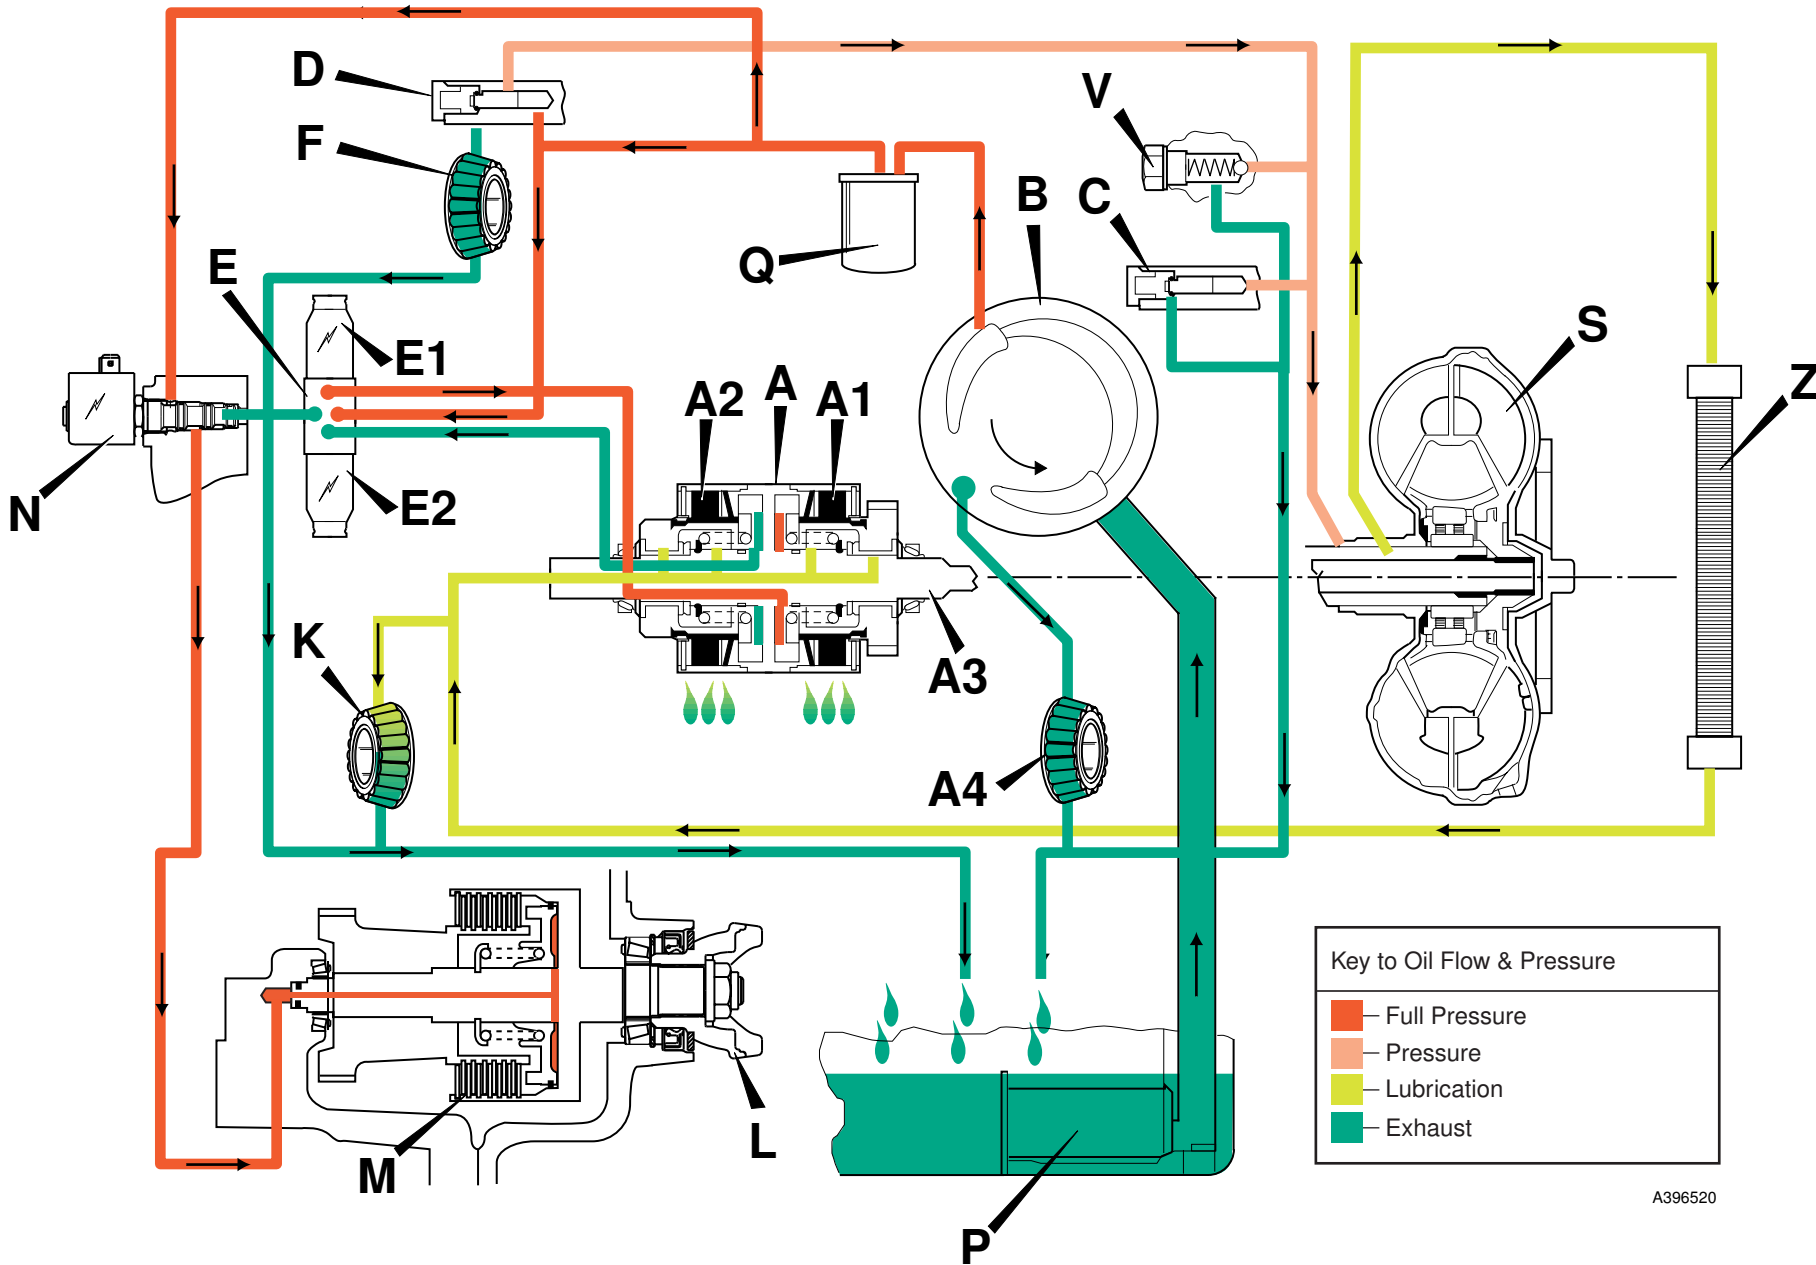 D
F
V
C
B
Q
E
E1
S
Z
A2
A
A1
N
E2
K
A3
A4
M
L
P
Key to Oil Flow & Pressure
Full Pressure
Pressure
Lubrication
Exhaust
A396520